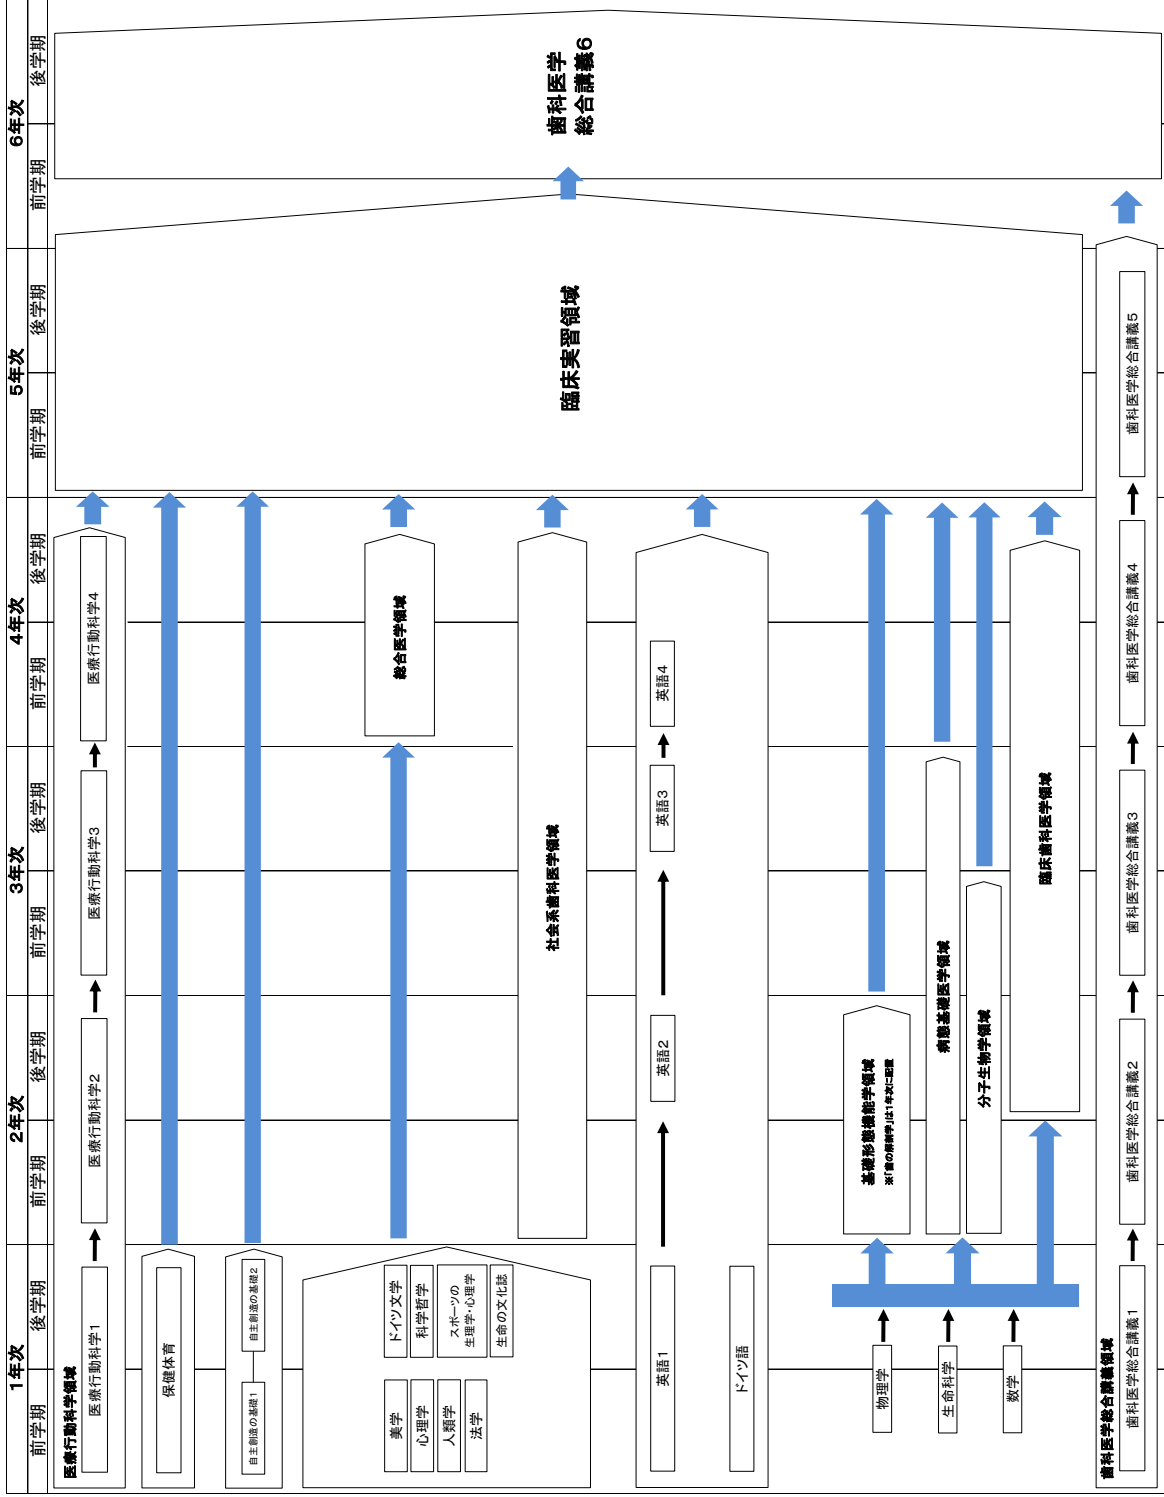 1年次
2年次
3年次
4年次
5年次
6年次
前学期
後学期
前学期
後学期
前学期
後学期
前学期
後学期
前学期
後学期
前学期
後学期
医療行動科学領域
医療行動科学1
医療行動科学2
医療行動科学3
医療行動科学4
保健体育
自主創造の基礎1
自主創造の基礎2
美学
心理学
人類学
法学
ドイツ文学
科学哲学
スポーツの
生理学・心理学
生命の文化誌
総合医学領域
社会系歯科医学領域
英語1
英語2
英語3
英語4
ドイツ語
物理学
生命科学
数学
基礎形態機能学領域
※「歯の解剖学」は1年次に配置
病態基礎医学領域
分子生物学領域
臨床歯科医学領域
歯科医学総合講義領域
歯科医学総合講義1
歯科医学総合講義2
歯科医学総合講義3
歯科医学総合講義4
歯科医学総合講義5
臨床実習領域
歯科医学
総合講義6